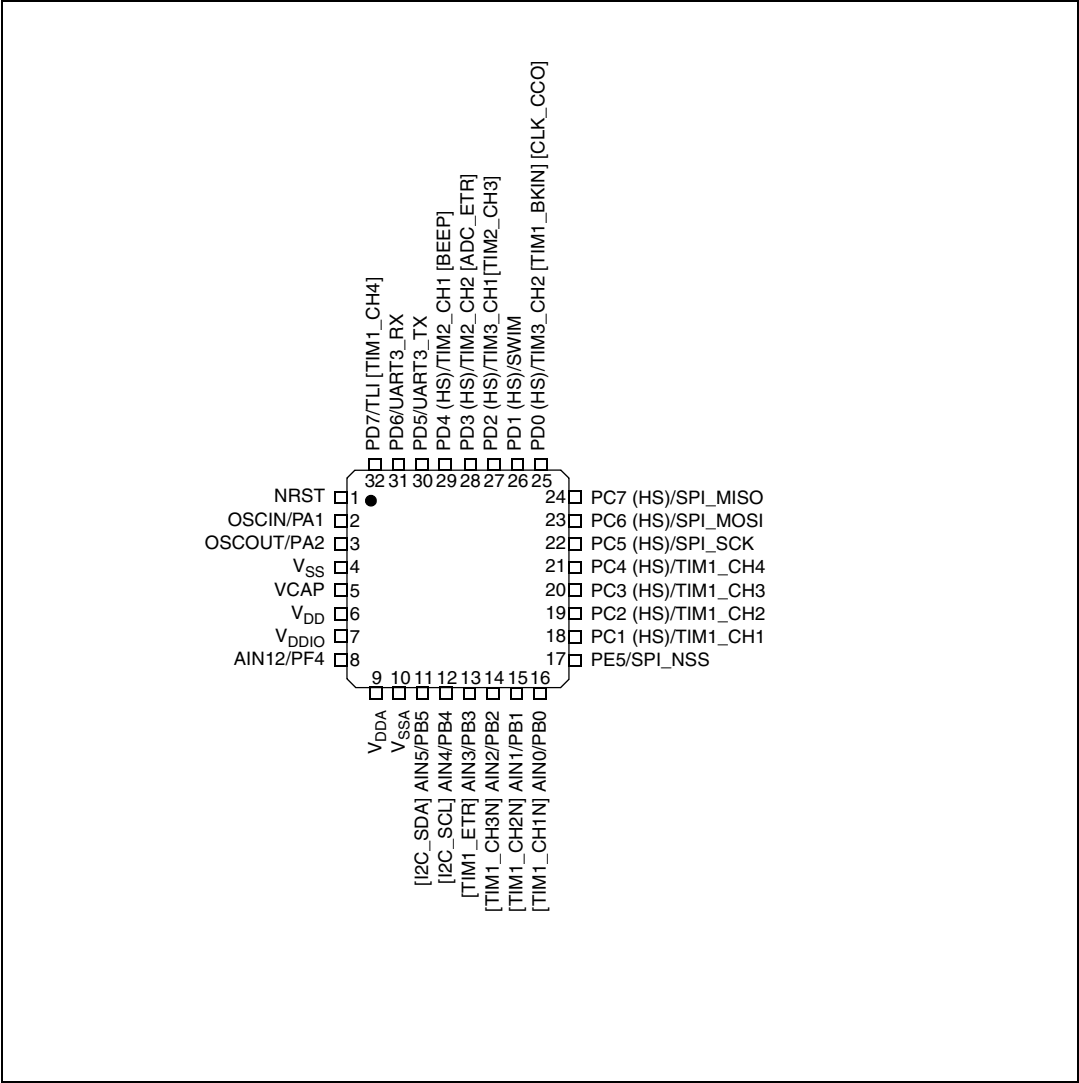 PD7/TLI [TIM1_CH4]
PD6/UART3_RX
PD5/UART3_TX
PD4 (HS)/TIM2_CH1 [BEEP]
PD3 (HS)/TIM2_CH2 [ADC_ETR]
PD2 (HS)/TIM3_CH1[TIM2_CH3]
PD1 (HS)/SWIM
PD0 (HS)/TIM3_CH2 [TIM1_BKIN] [CLK_CCO]
32 31 30 29 28 27 26 25
NRST 1
OSCIN/PA1 2
OSCOUT/PA2 3
VSS 4
VCAP 5
VDD 6
VDDIO 7
AIN12/PF4 8
24 PC7 (HS)/SPI_MISO
23 PC6 (HS)/SPI_MOSI
22 PC5 (HS)/SPI_SCK
21 PC4 (HS)/TIM1_CH4
20 PC3 (HS)/TIM1_CH3
19 PC2 (HS)/TIM1_CH2
18 PC1 (HS)/TIM1_CH1
17 PE5/SPI_NSS
9 10 11 12 13 14 15 16
VDDA
VSSA
[I2C_SDA] AIN5/PB5
[I2C_SCL] AIN4/PB4
[TIM1_ETR] AIN3/PB3
[TIM1_CH3N] AIN2/PB2
[TIM1_CH2N] AIN1/PB1
[TIM1_CH1N] AIN0/PB0